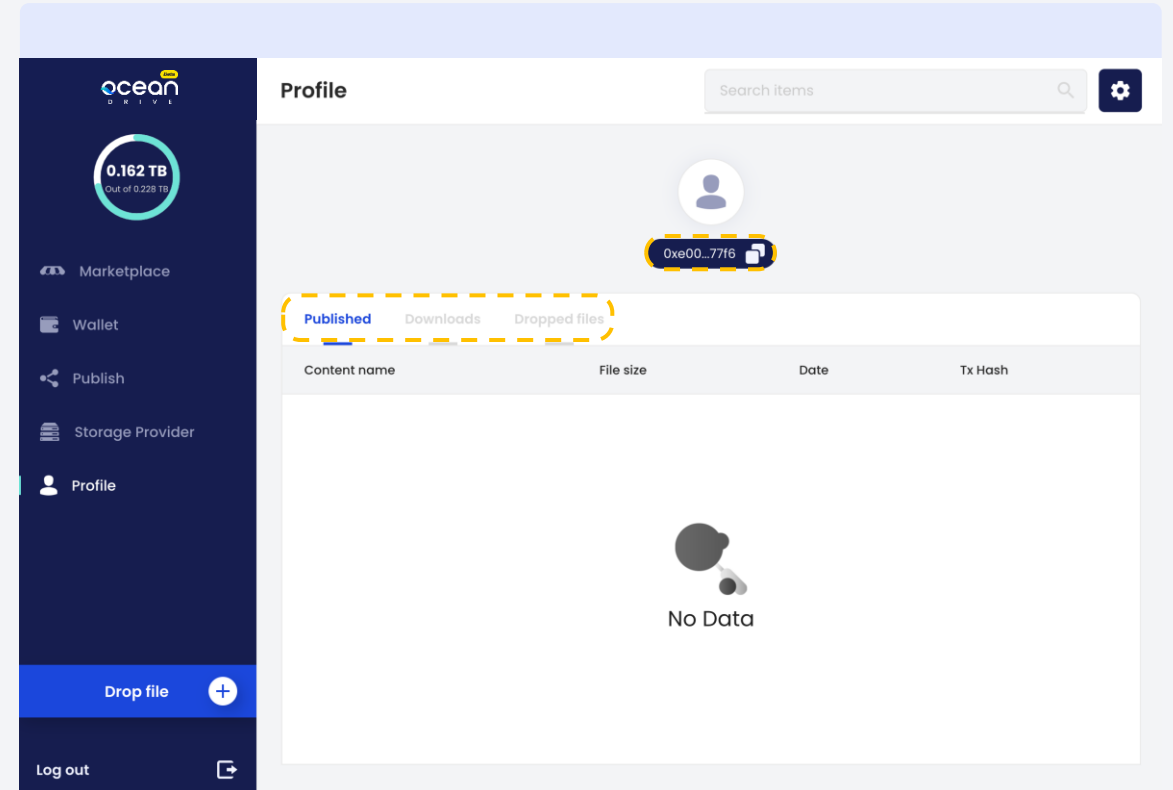 Beta
ocean
DRIVE
Profile
Search items
0.162 TB
Out of 0.228 TB
0xe00...77f6
Marketplace
Wallet
Publish
Storage Provider
Profile
Published Downloads Dropped files
Content name File size Date Tx Hash
No Data
Drop file
Log out